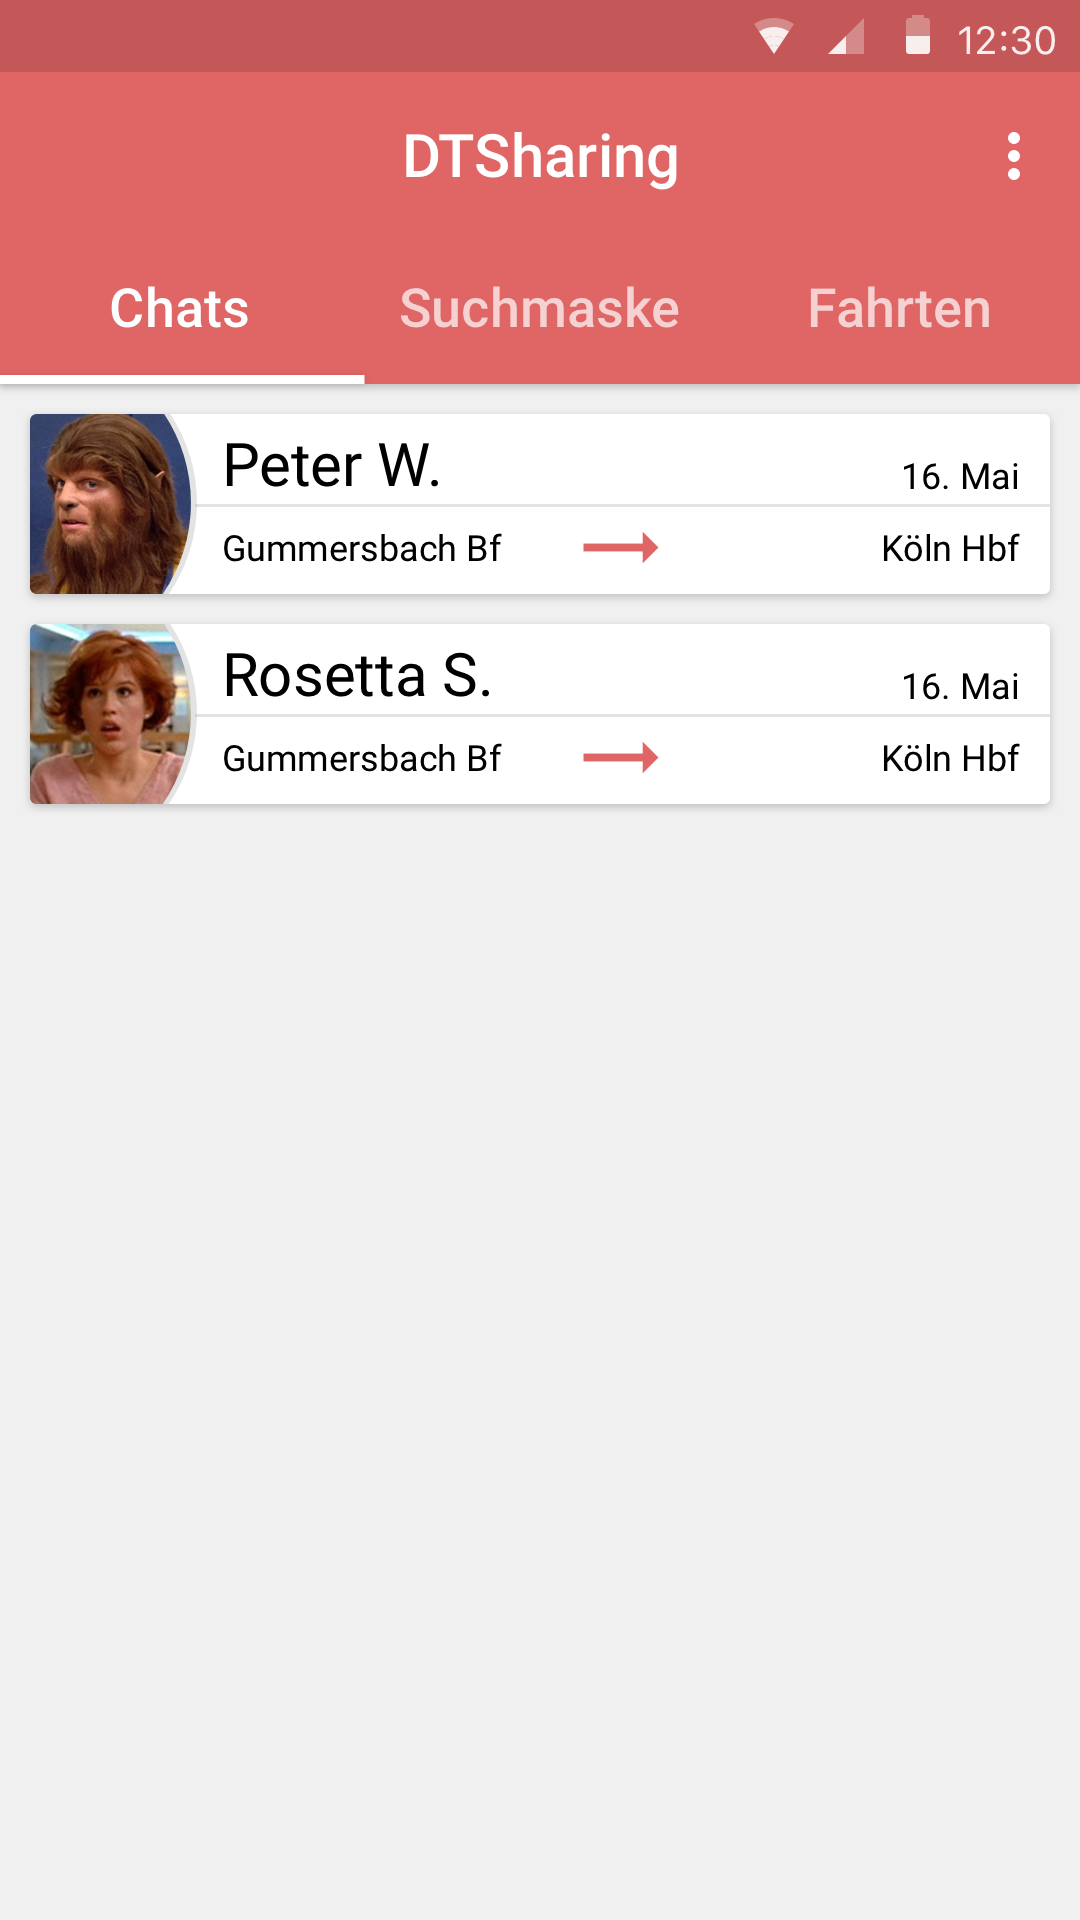 12:30
DTSharing
Chats Suchmaske Fahrten
Peter W. 16. Mai
Gummersbach Bf Köln Hbf
Rosetta S. 16. Mai
Gummersbach Bf Köln Hbf